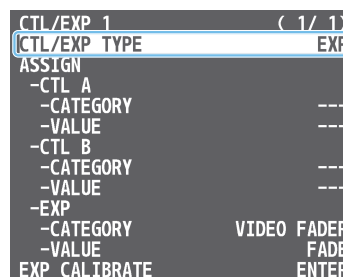 CTL/EXP 1 ( 1/ 1)
CTL/EXP TYPE EXP
ASSIGN
-CTL A
-CATEGORY ---
-VALUE ---
-CTL B
-CATEGORY ---
-VALUE ---
-EXP
-CATEGORY VIDEO FADER
-VALUE FADE
EXP CALIBRATE ENTER